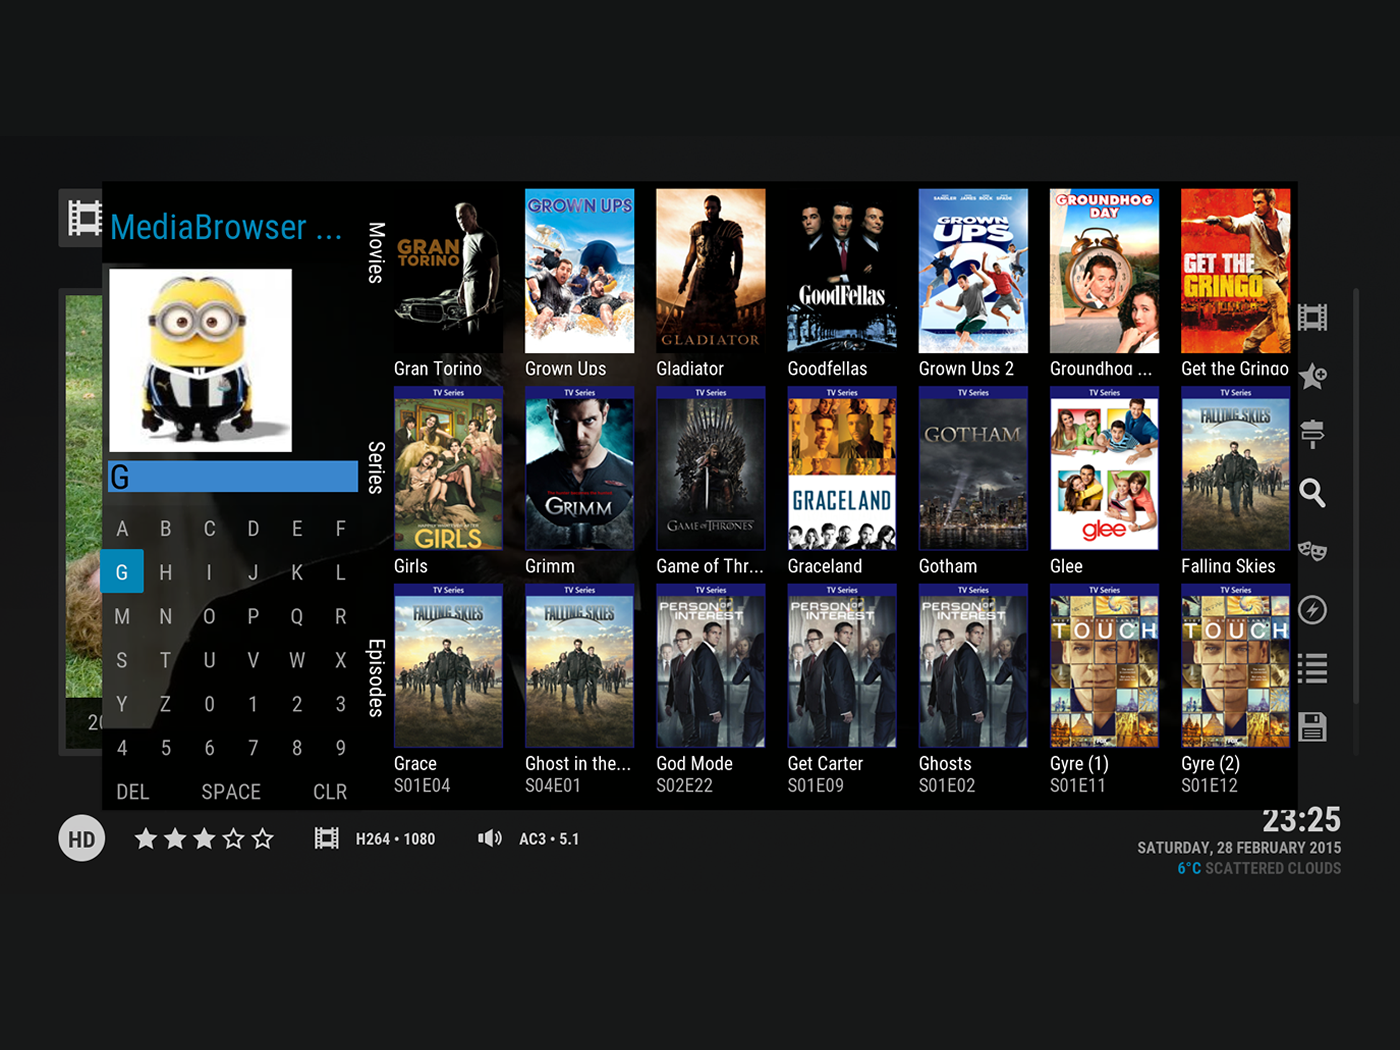 MediaBrowser ...
G
A B C D E F
G H I J K L
M N O P Q R
S T U V W X
Y Z 0 1 2 3
4 5 6 7 8 9
DEL SPACE CLR
Movies
GRAN TORINO
GROWN UPS
GLADIATOR
GOODFELLAS
SANDLER JAMES ROCK SPADE
GROWN UPS 2
GROUNDHOG DAY
GET THE GRINGO
Gran Torino
Grown Ups
Gladiator
Goodfellas
Grown Ups 2
Groundhog ...
Get the Gringo
Series
TV Series
GIRLS
TV Series
GRIMM
TV Series
GAME OF THRONES
TV Series
GRACELAND
TV Series
GOTHAM
TV Series
glee
TV Series
FALLING SKIES
Girls
Grimm
Game of Thr...
Graceland
Gotham
Glee
Falling Skies
Episodes
TV Series
FALLING SKIES
TV Series
FALLING SKIES
TV Series
PERSON OF INTEREST
TV Series
PERSON OF INTEREST
TV Series
PERSON OF INTEREST
TV Series
TOUCH
TV Series
TOUCH
Grace
S01E04
Ghost in the...
S04E01
God Mode
S02E22
Get Carter
S01E09
Ghosts
S01E02
Gyre (1)
S01E11
Gyre (2)
S01E12
HD
H264 • 1080
AC3 • 5.1
23:25
SATURDAY, 28 FEBRUARY 2015
6°C SCATTERED CLOUDS